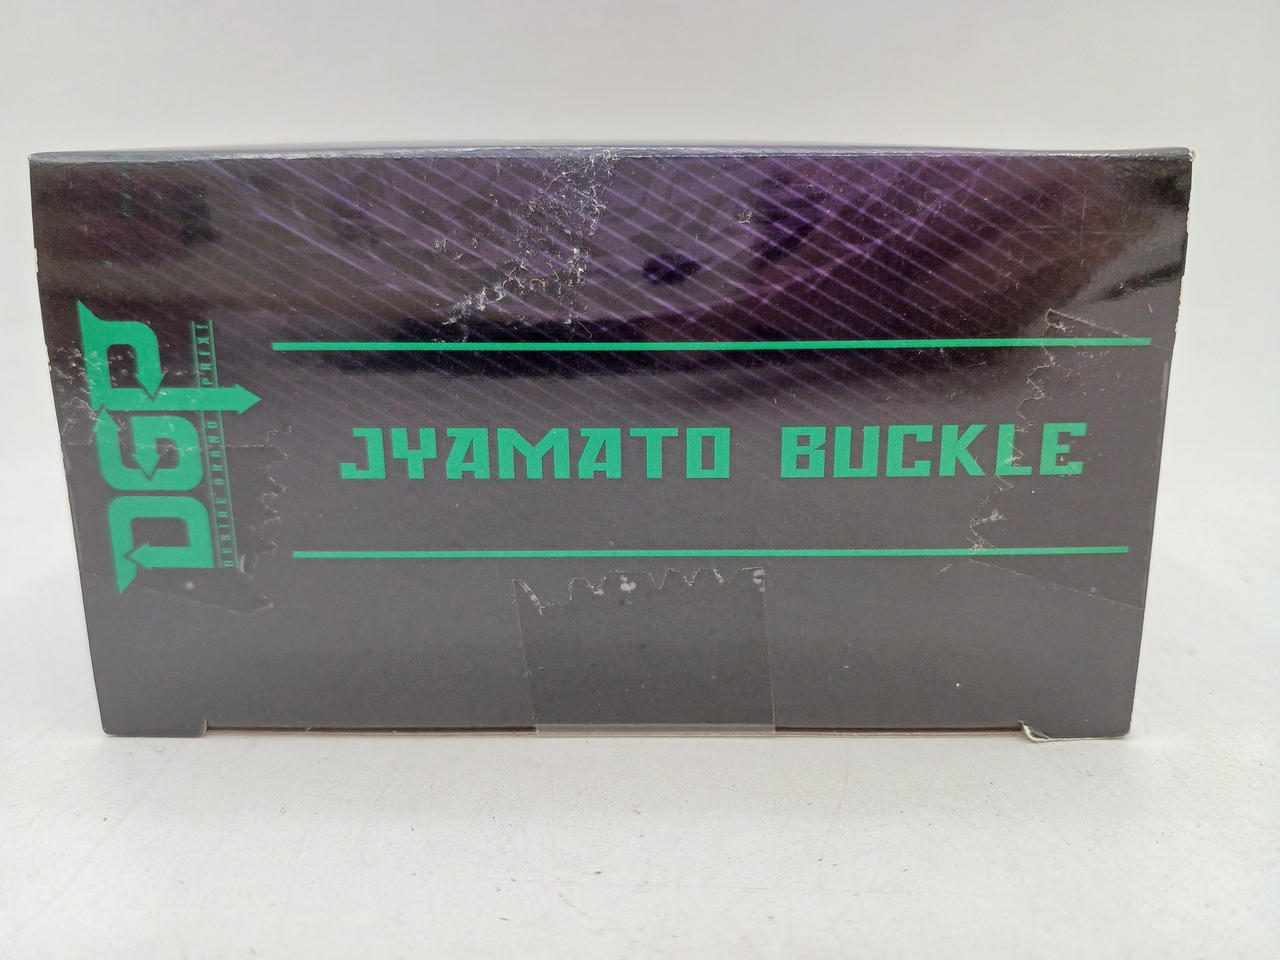 DGP
DESIRE GRAND PRIX!
JYAMATO BUCKLE